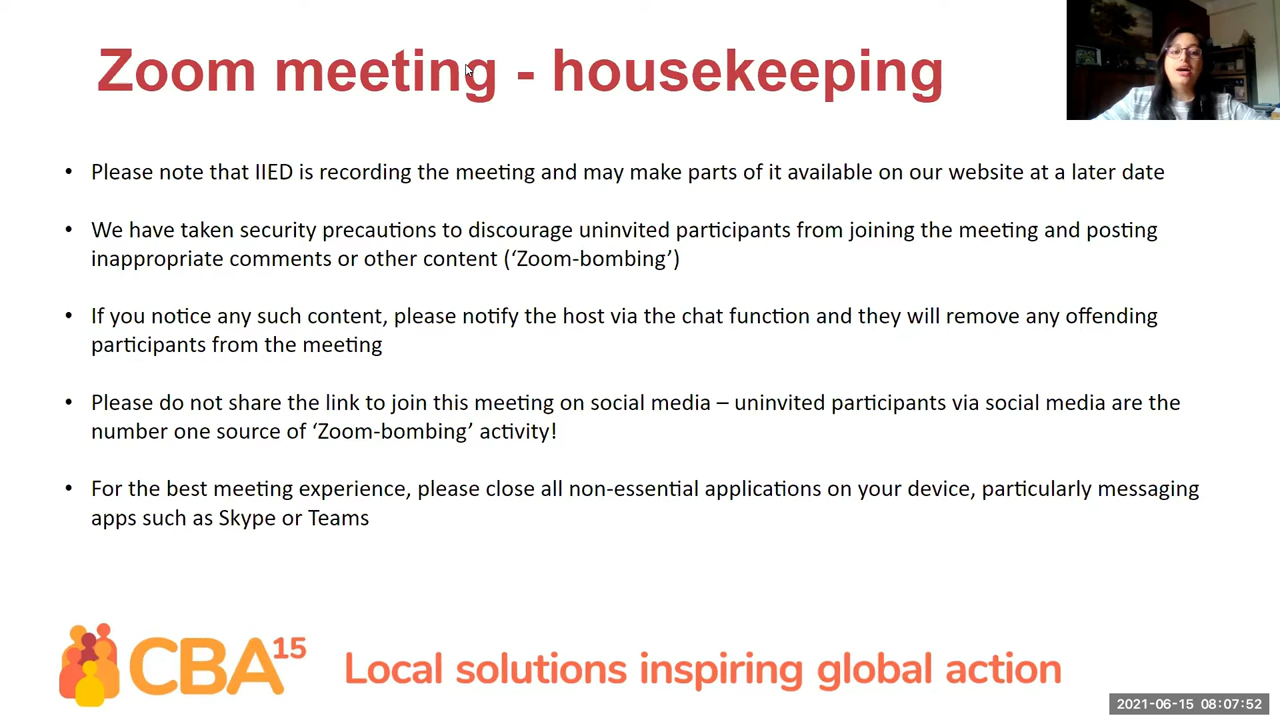 Zoom meeting - housekeeping
• Please note that IIED is recording the meeting and may make parts of it available on our website at a later date
• We have taken security precautions to discourage uninvited participants from joining the meeting and posting
inappropriate comments or other content (‘Zoom-bombing’)
• If you notice any such content, please notify the host via the chat function and they will remove any offending
participants from the meeting
• Please do not share the link to join this meeting on social media – uninvited participants via social media are the
number one source of ‘Zoom-bombing’ activity!
• For the best meeting experience, please close all non-essential applications on your device, particularly messaging
apps such as Skype or Teams
CBA15
Local solutions inspiring global action
2021-06-15 08:07:52